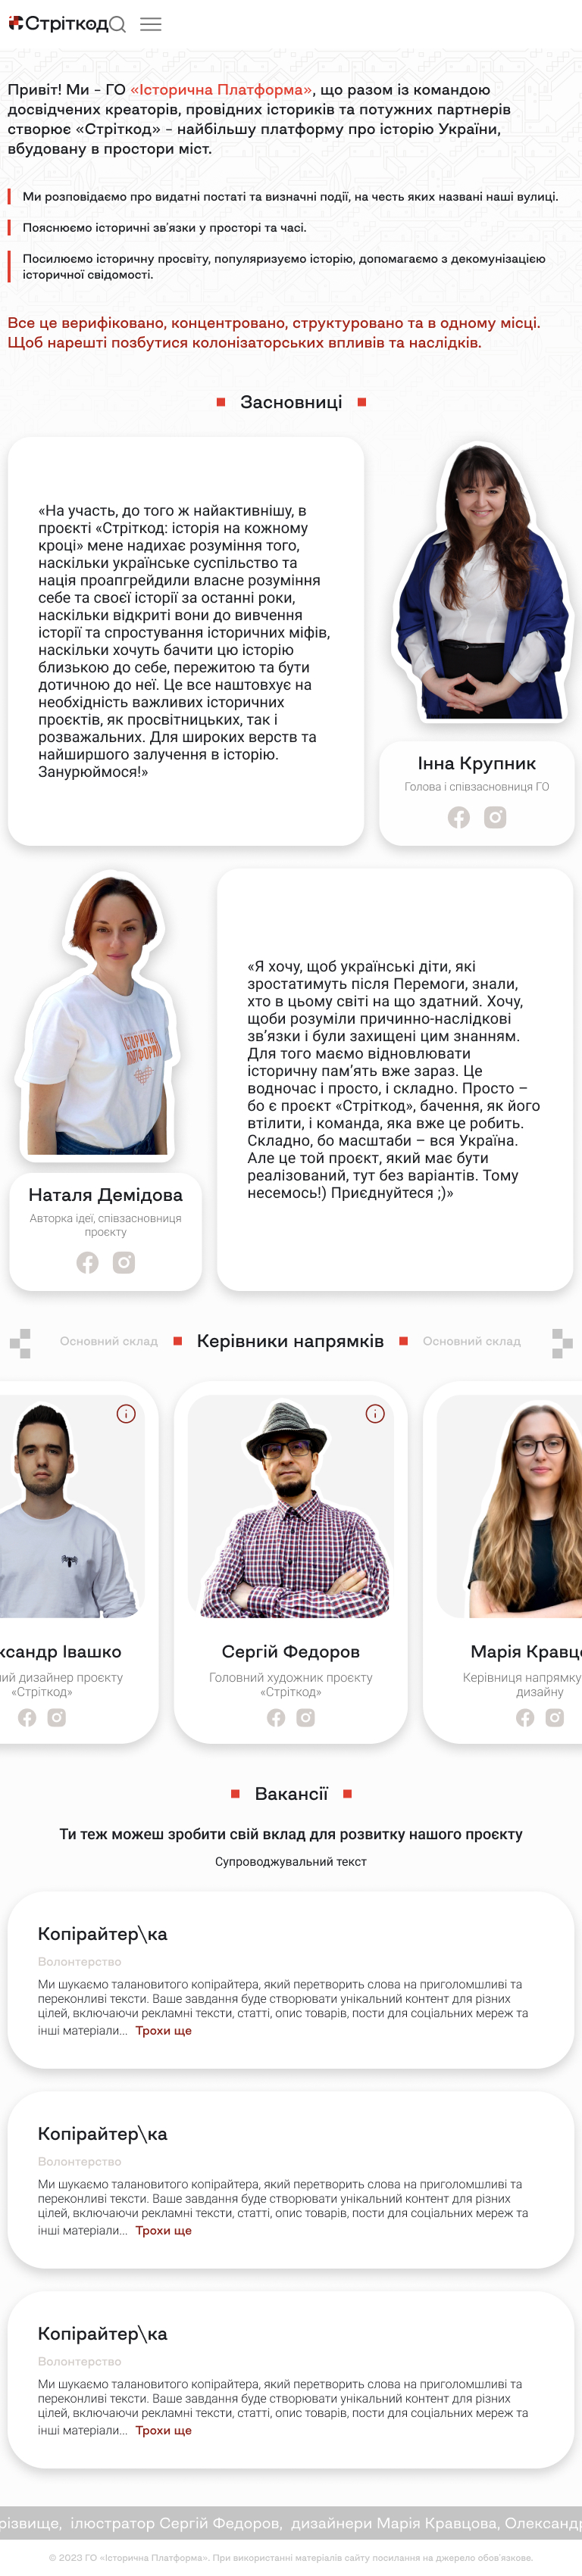 Стріткод
Привіт! Ми - ГО «Історична Платформа», що разом із командою
досвідчених креаторів, провідних істориків та потужних партнерів
створює «Стріткод» - найбільшу платформу про історію України,
вбудовану в простори міст.
Ми розповідаємо про видатні постаті та визначні події, на честь яких названі наші вулиці.
Пояснюємо історичні зв'язки у просторі та часі.
Посилюємо історичну просвіту, популяризуємо історію, допомагаємо з декомунізацією
історичної свідомості.
Все це верифіковано, концентровано, структуровано та в одному місці.
Щоб нарешті позбутися колонізаторських впливів та наслідків.
Засновниці
«На участь, до того ж найактивнішу, в
проєкті «Стріткод: історія на кожному
кроці» мене надихає розуміння того,
наскільки українське суспільство та
нація проапгрейдили власне розуміння
себе та своєї історії за останні роки,
наскільки відкриті вони до вивчення
історії та спростування історичних міфів,
наскільки хочуть бачити цю історію
близькою до себе, пережитою та бути
дотичною до неї. Це все наштовхує на
необхідність важливих історичних
проєктів, як просвітницьких, так і
розважальних. Для широких верств та
найширшого залучення в історію.
Занурюймося!»
Інна Крупник
Голова і співзасновниця ГО
ІСТОРИЧНА
ПЛАТФОРМА
«Я хочу, щоб українські діти, які
зростатимуть після Перемоги, знали,
хто в цьому світі на що здатний. Хочу,
щоби розуміли причинно-наслідкові
зв’язки і були захищені цим знанням.
Для того маємо відновлювати
історичну пам’ять вже зараз. Це
водночас і просто, і складно. Просто –
бо є проєкт «Стріткод», бачення, як його
втілити, і команда, яка вже це робить.
Складно, бо масштаби – вся Україна.
Але це той проєкт, який має бути
реалізований, тут без варіантів. Тому
несемось!) Приєднуйтеся ;)»
Наталя Демідова
Авторка ідеї, співзасновниця
проєкту
Основний склад Керівники напрямків Основний склад
ксандр Івашко
ий дизайнер проєкту
«Стріткод»
Сергій Федоров
Головний художник проєкту
«Стріткод»
Марія Кравцо
Керівниця напрямку
дизайну
Вакансії
Ти теж можеш зробити свій вклад для розвитку нашого проєкту
Супроводжувальний текст
Копірайтер\ка
Волонтерство
Ми шукаємо талановитого копірайтера, який перетворить слова на приголомшливі та
переконливі тексти. Ваше завдання буде створювати унікальний контент для різних
цілей, включаючи рекламні тексти, статті, опис товарів, пости для соціальних мереж та
інші матеріали... Трохи ще
Копірайтер\ка
Волонтерство
Ми шукаємо талановитого копірайтера, який перетворить слова на приголомшливі та
переконливі тексти. Ваше завдання буде створювати унікальний контент для різних
цілей, включаючи рекламні тексти, статті, опис товарів, пости для соціальних мереж та
інші матеріали... Трохи ще
Копірайтер\ка
Волонтерство
Ми шукаємо талановитого копірайтера, який перетворить слова на приголомшливі та
переконливі тексти. Ваше завдання буде створювати унікальний контент для різних
цілей, включаючи рекламні тексти, статті, опис товарів, пости для соціальних мереж та
інші матеріали... Трохи ще
різвище, ілюстратор Сергій Федоров, дизайнери Марія Кравцова, Олександр
© 2023 ГО «Історична Платформа». При використанні матеріалів сайту посилання на джерело обов'язкове.